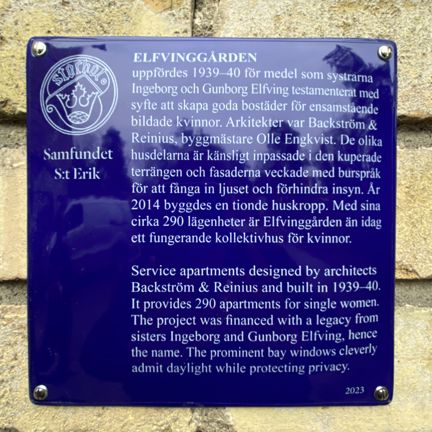 stocholm
Samfundet
S:t Erik
ELFVINGGÅRDEN
uppfördes 1939–40 för medel som systrarna
Ingeborg och Gunborg Elfving testamenterat med
syfte att skapa goda bostäder för ensamstående
bildade kvinnor. Arkitekter var Backström &
Reinius, byggmästare Olle Engkvist. De olika
husdelarna är känsligt inpassade i den kuperade
terrängen och fasaderna veckade med burspråk
för att fånga in ljuset och förhindra insyn. År
2014 byggdes en tionde huskropp. Med sina
cirka 290 lägenheter är Elfvinggården än idag
ett fungerande kollektivhus för kvinnor.
Service apartments designed by architects
Backström & Reinius and built in 1939–40.
It provides 290 apartments for single women.
The project was financed with a legacy from
sisters Ingeborg and Gunborg Elfving, hence
the name. The prominent bay windows cleverly
admit daylight while protecting privacy.
2023